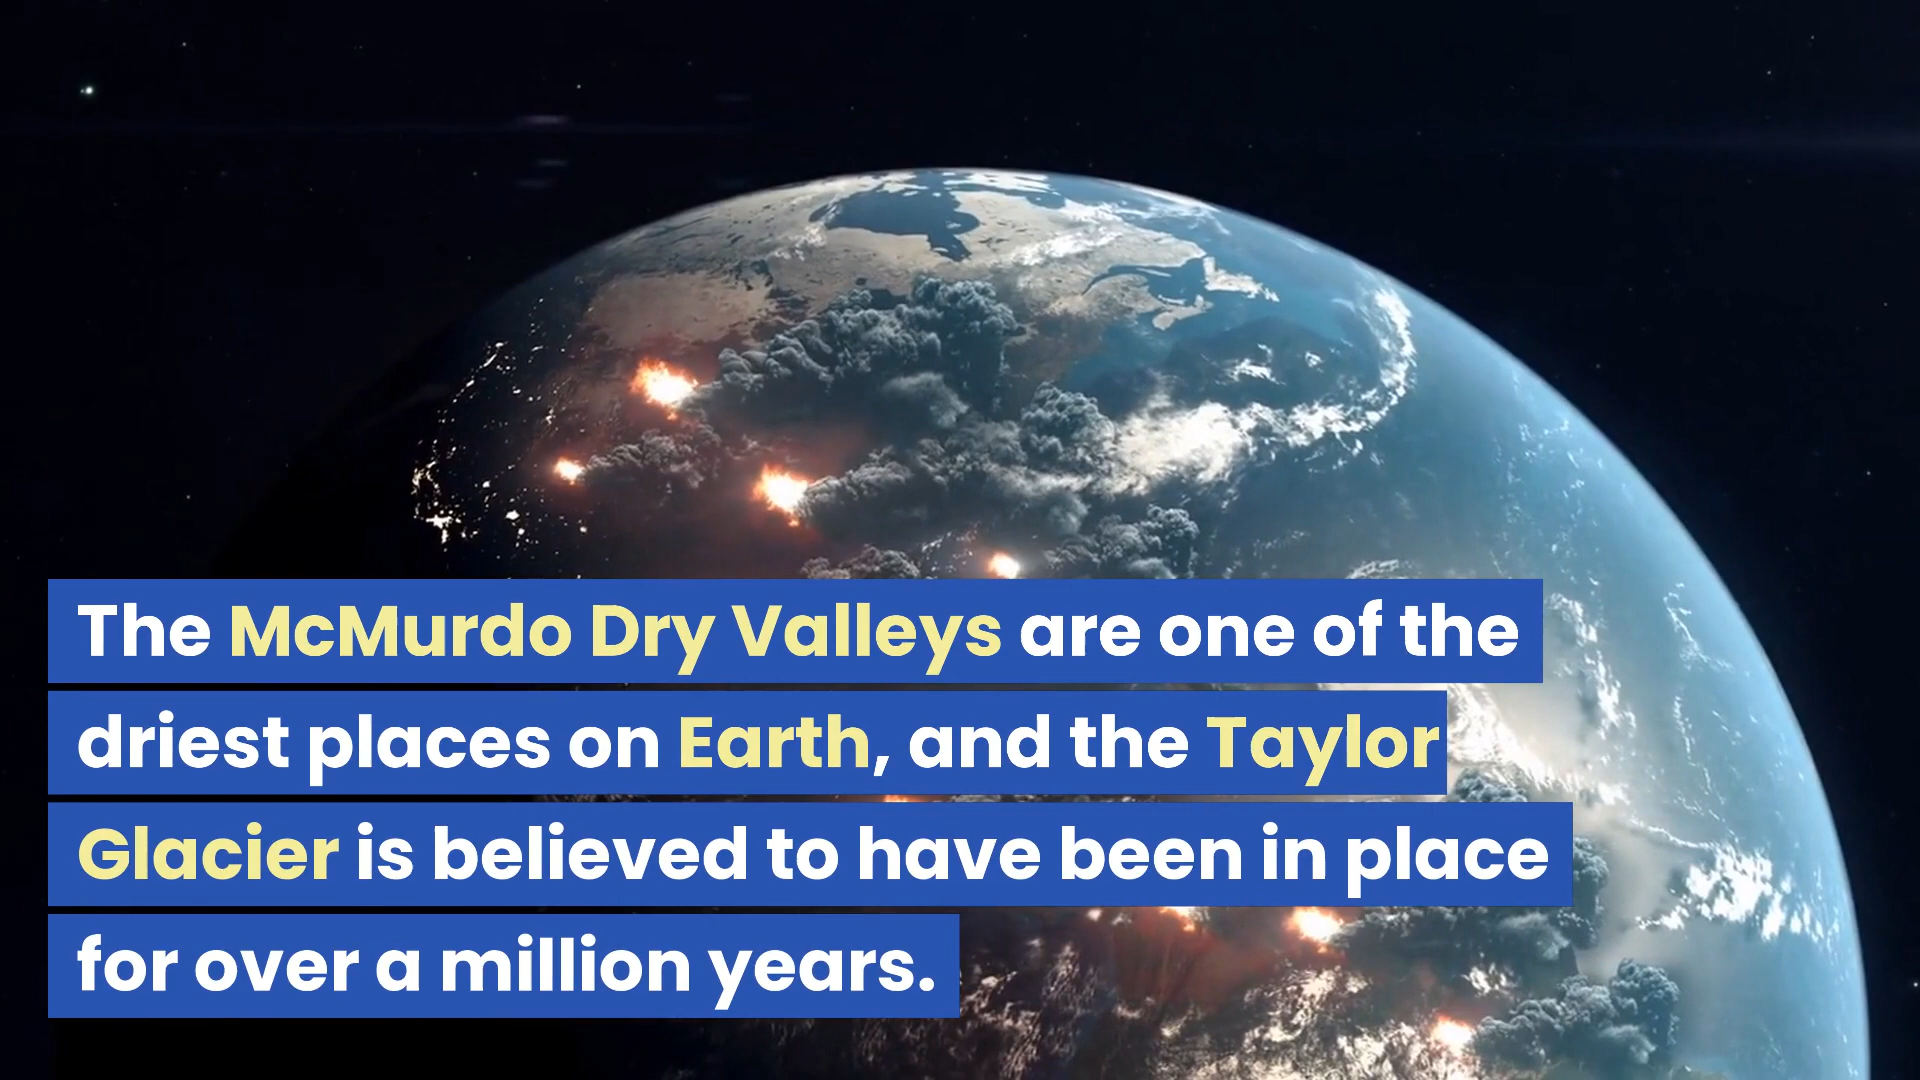 The McMurdo Dry Valleys are one of the
driest places on Earth, and the Taylor
Glacier is believed to have been in place
for over a million years.